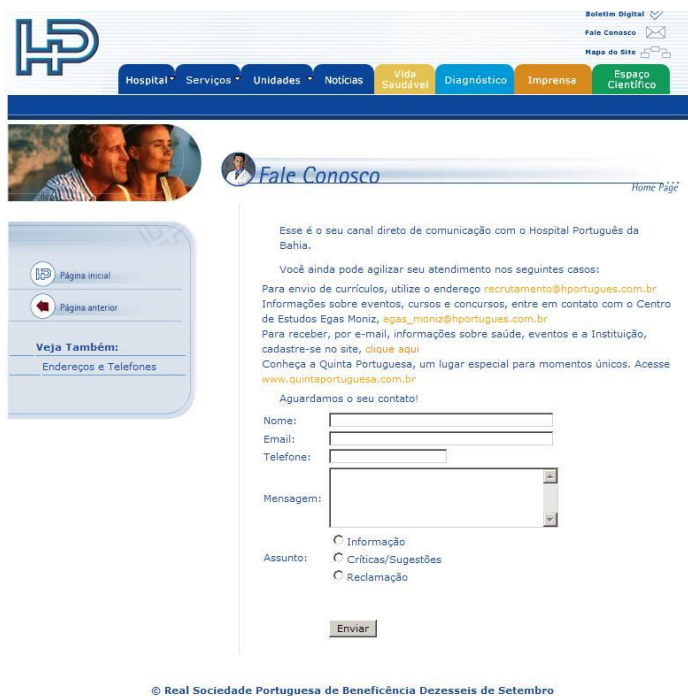 Boletim Digital
Fale Conosco
Mapa do Site
HP
Hospital Serviços Unidades Notícias Vida Saudável Diagnóstico Imprensa Espaço Científico
Fale Conosco
Home Page
Página inicial
Página anterior
Veja Também:
Endereços e Telefones
Esse é o seu canal direto de comunicação com o Hospital Português da
Bahia.
Você ainda pode agilizar seu atendimento nos seguintes casos:
Para envio de currículos, utilize o endereço recrutamento@hportugues.com.br
Informações sobre eventos, cursos e concursos, entre em contato com o Centro
de Estudos Egas Moniz, egas_moniz@hportugues.com.br
Para receber, por e-mail, informações sobre saúde, eventos e a Instituição,
cadastre-se no site, clique aqui
Conheça a Quinta Portuguesa, um lugar especial para momentos únicos. Acesse
www.quintaportuguesa.com.br
Aguardamos o seu contato!
Nome:
Email:
Telefone:
Mensagem:
Assunto:
Informação
Críticas/Sugestões
Reclamação
Enviar
© Real Sociedade Portuguesa de Beneficência Dezesseis de Setembro